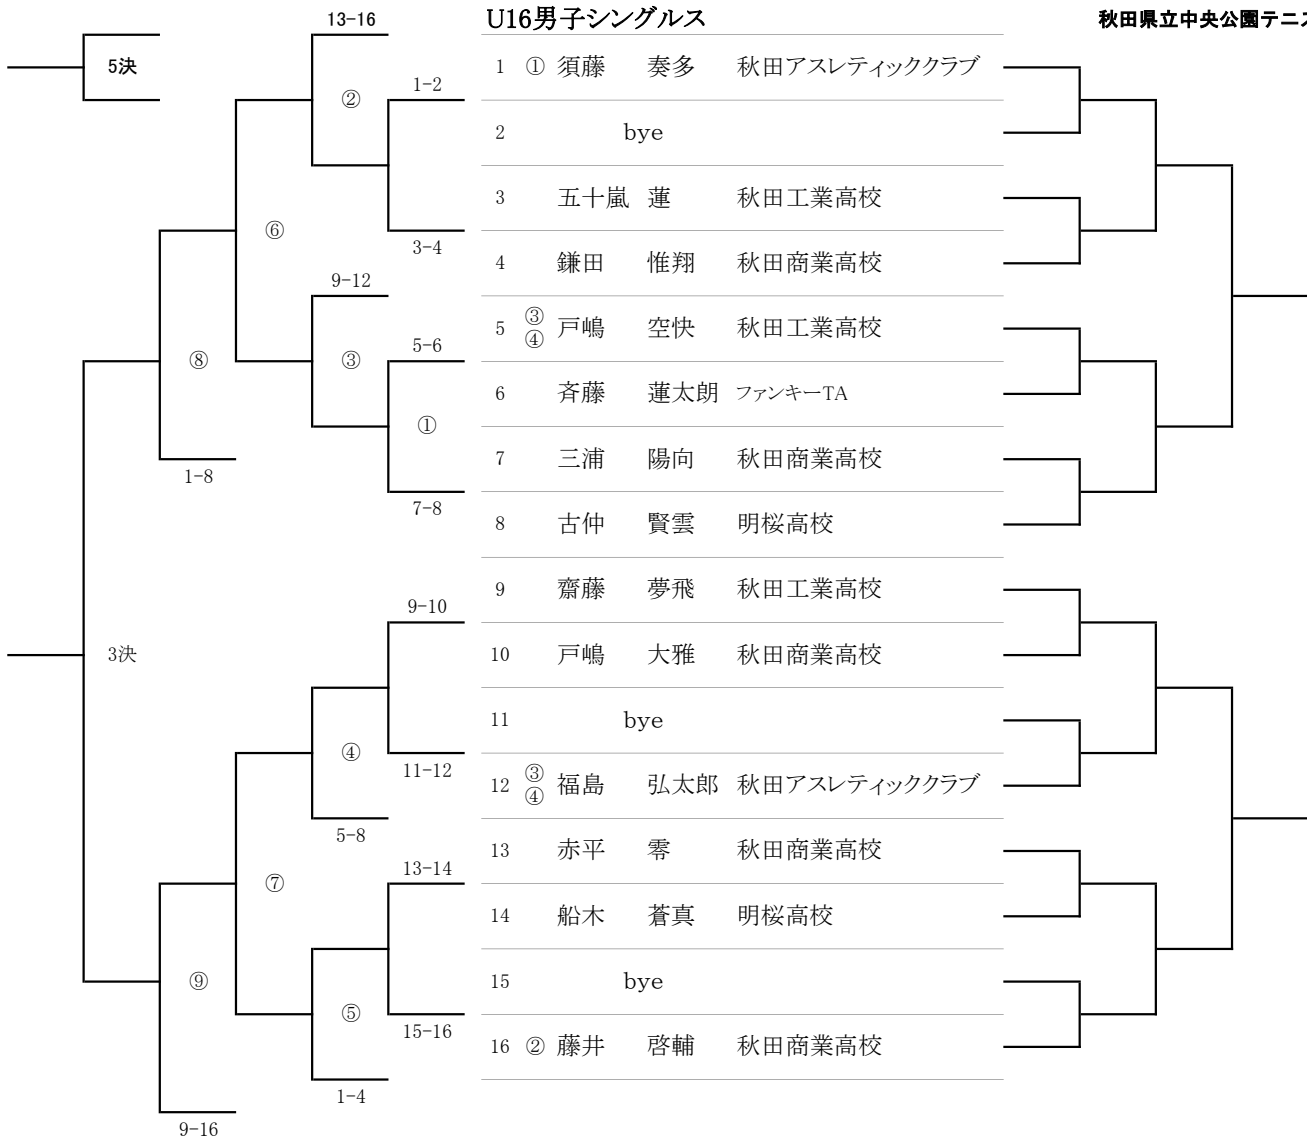 13-16 U16男子シングルス 秋田県立中央公園テニス
5決 1 ① 須藤 奏多 秋田アスレティッククラブ
1-2
② 2 bye
3 五十嵐 蓮 秋田工業高校
⑥
3-4 4 鎌田 惟翔 秋田商業高校
9-12
5 ③④ 戸嶋 空快 秋田工業高校
5-6
⑧ ③
6 斉藤 蓮太朗 ファンキーTA
①
7 三浦 陽向 秋田商業高校
1-8
7-8
8 古仲 賢雲 明桜高校
9 齋藤 夢飛 秋田工業高校
9-10
3決 10 戸嶋 大雅 秋田商業高校
11 bye
④
11-12
12 ③④ 福島 弘太郎 秋田アスレティッククラブ
5-8
13 赤平 零 秋田商業高校
13-14
⑦
14 船木 蒼真 明桜高校
⑨ 15 bye
⑤
15-16
16 ② 藤井 啓輔 秋田商業高校
1-4
9-16